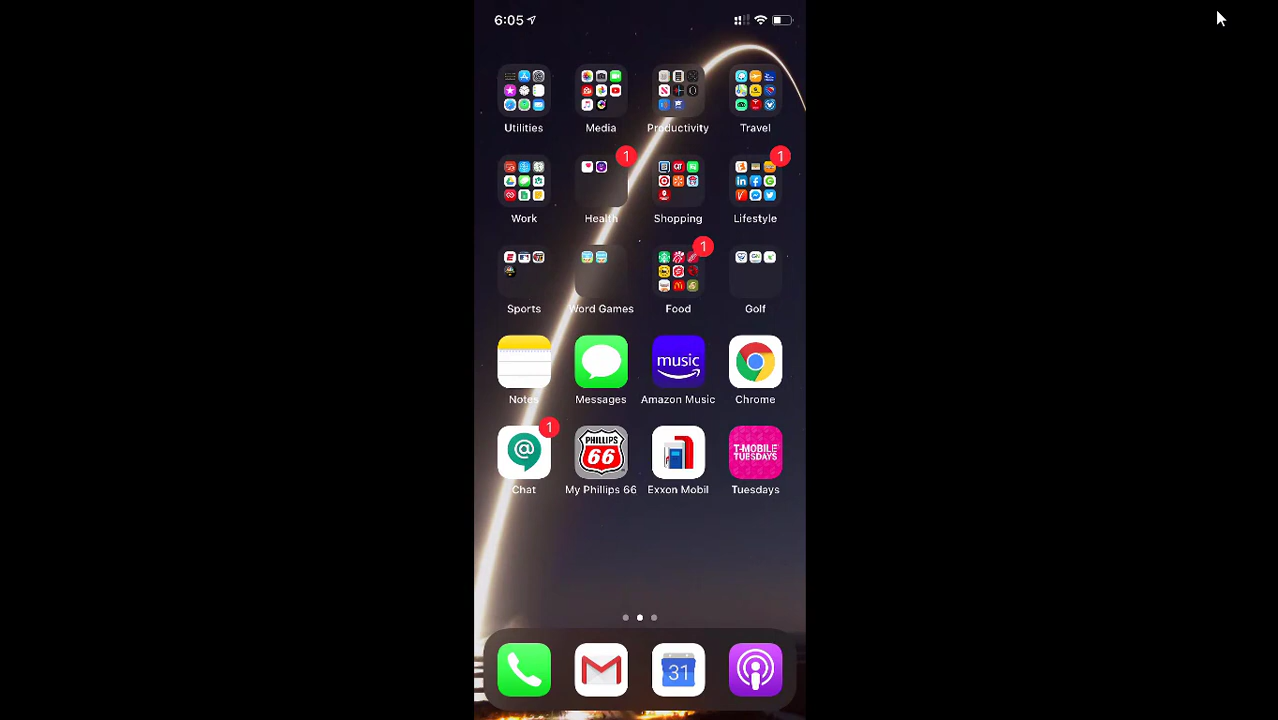 6:05
Utilities Media Productivity Travel
1 1
Work Health Shopping Lifestyle
1
Sports Word Games Food Golf
music
Notes Messages Amazon Music Chrome
1 @ PHILLIPS 66 T-MOBILE TUESDAYS
Chat My Phillips 66 Exxon Mobil Tuesdays
31